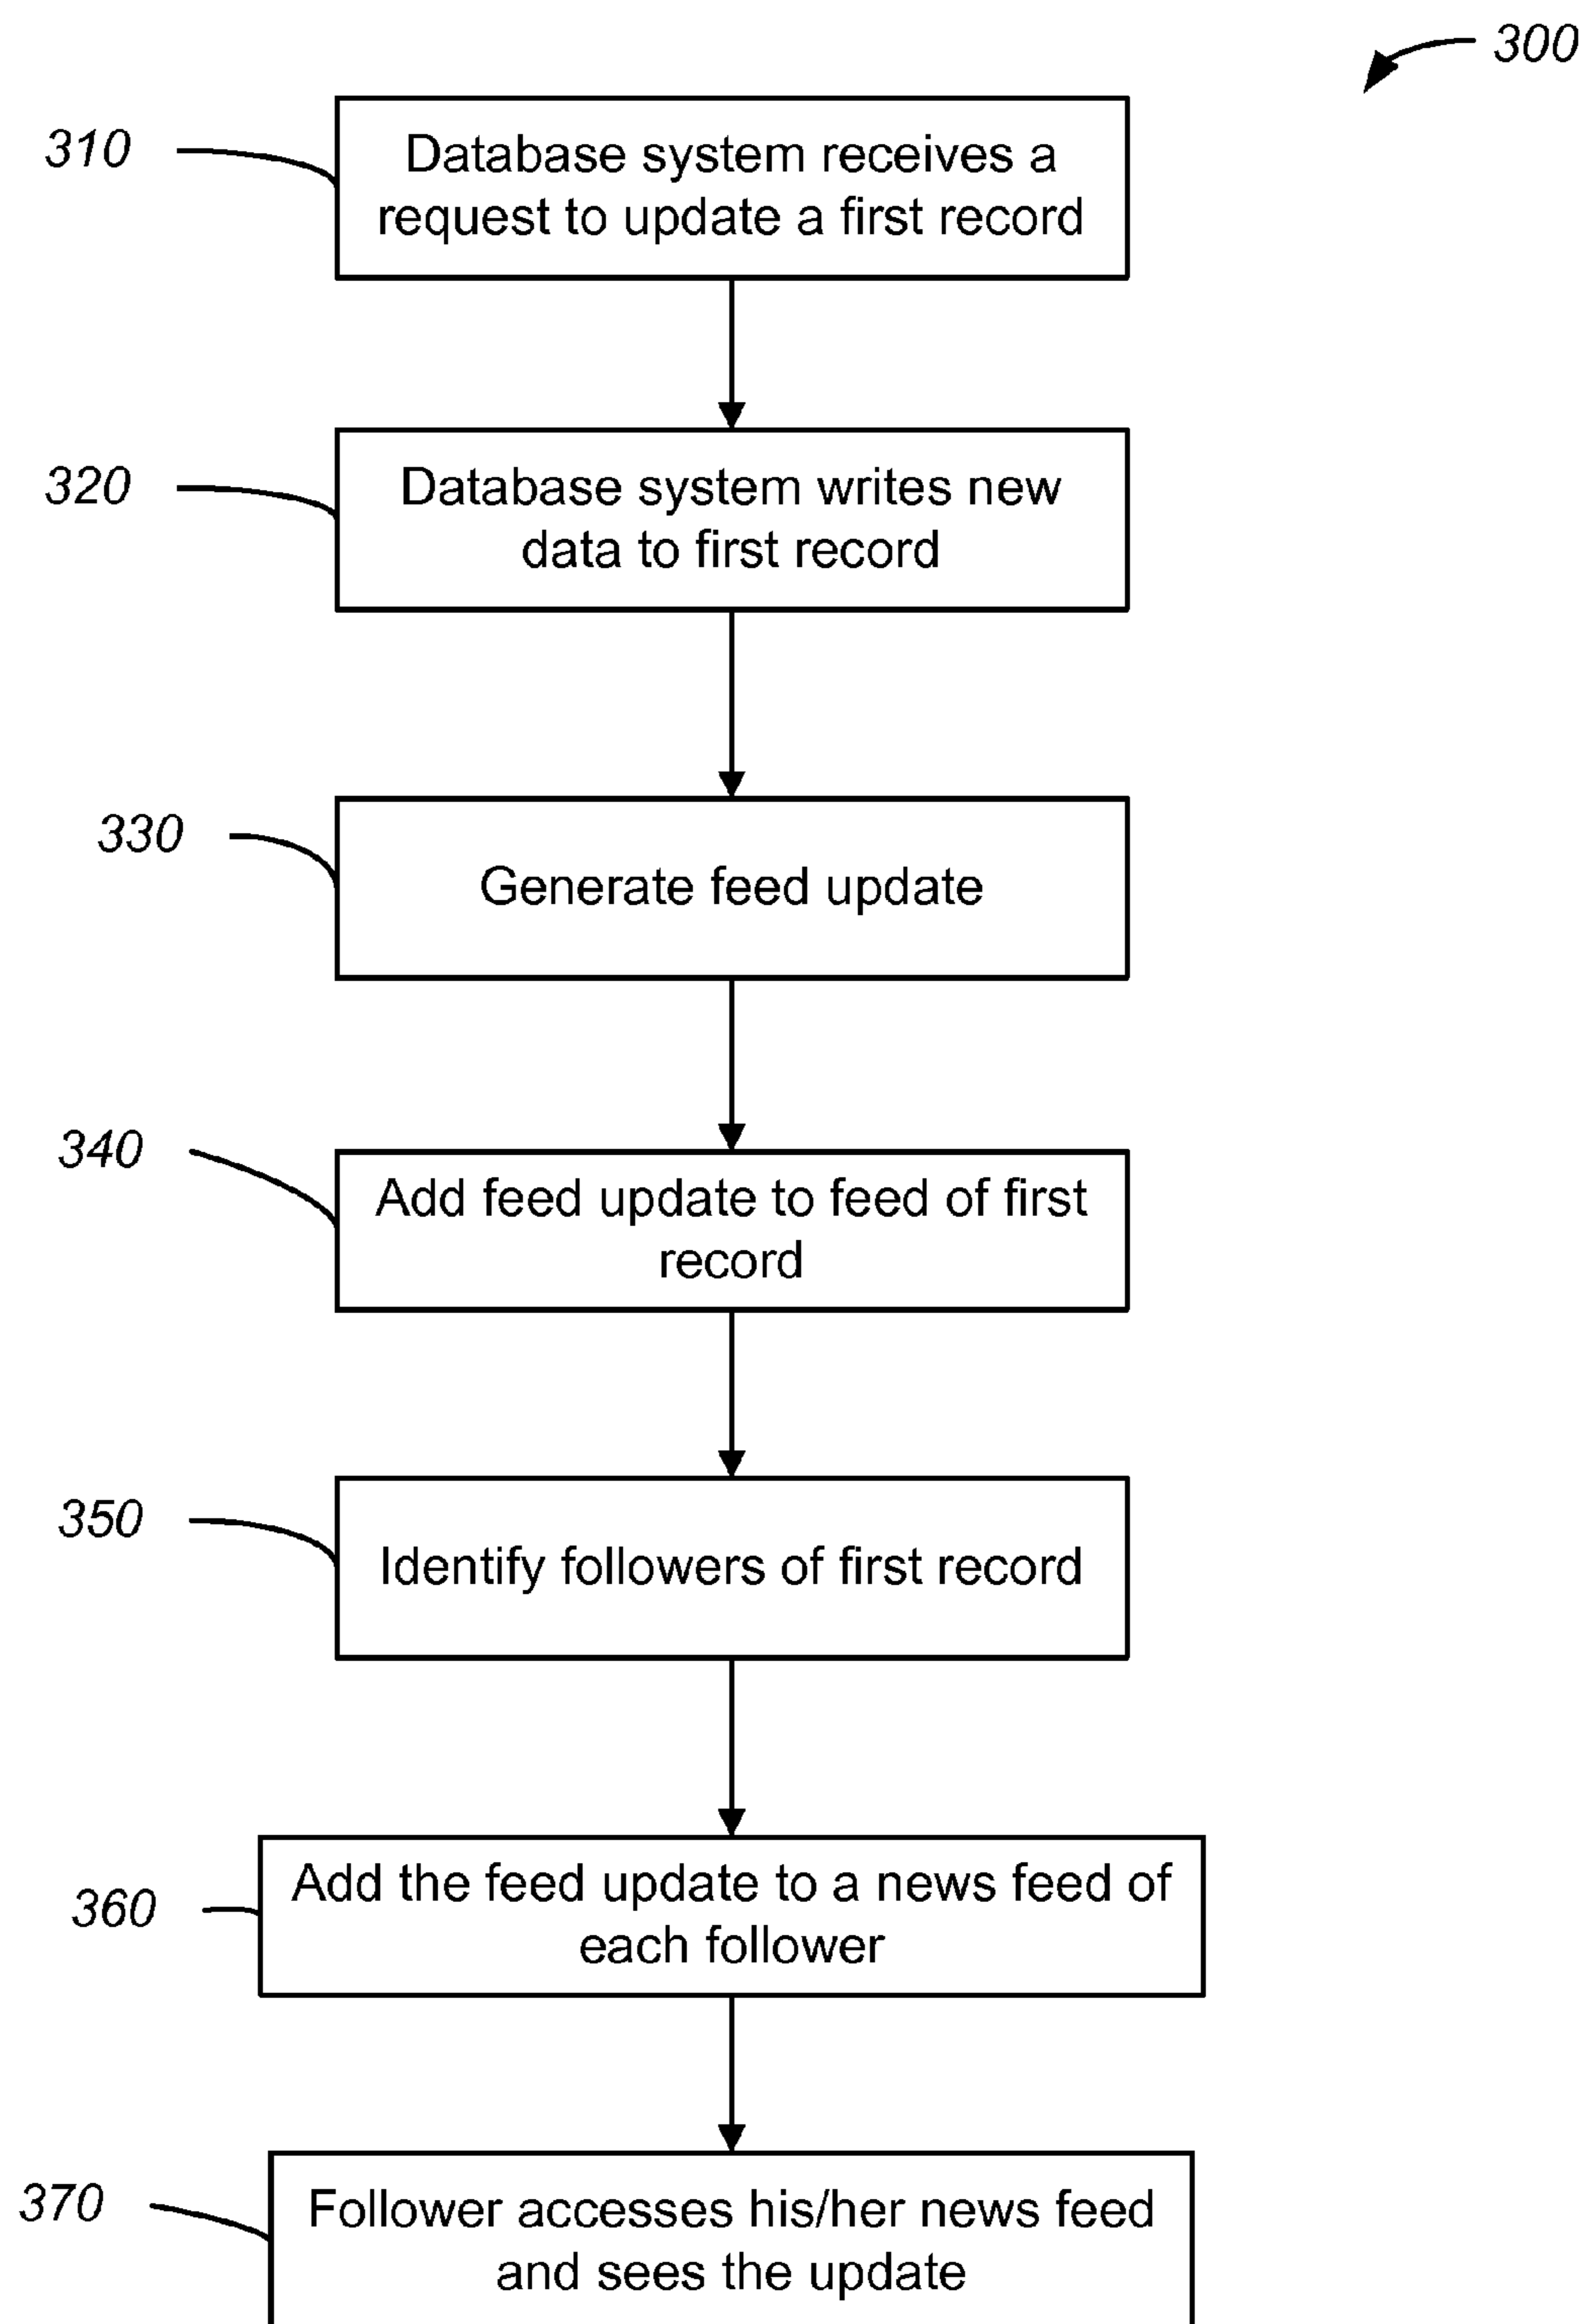 300
310
Database system receives a
request to update a first record
320
Database system writes new
data to first record
330
Generate feed update
340
Add feed update to feed of first
record
350
Identify followers of first record
360
Add the feed update to a news feed of
each follower
370
Follower accesses his/her news feed
and sees the update